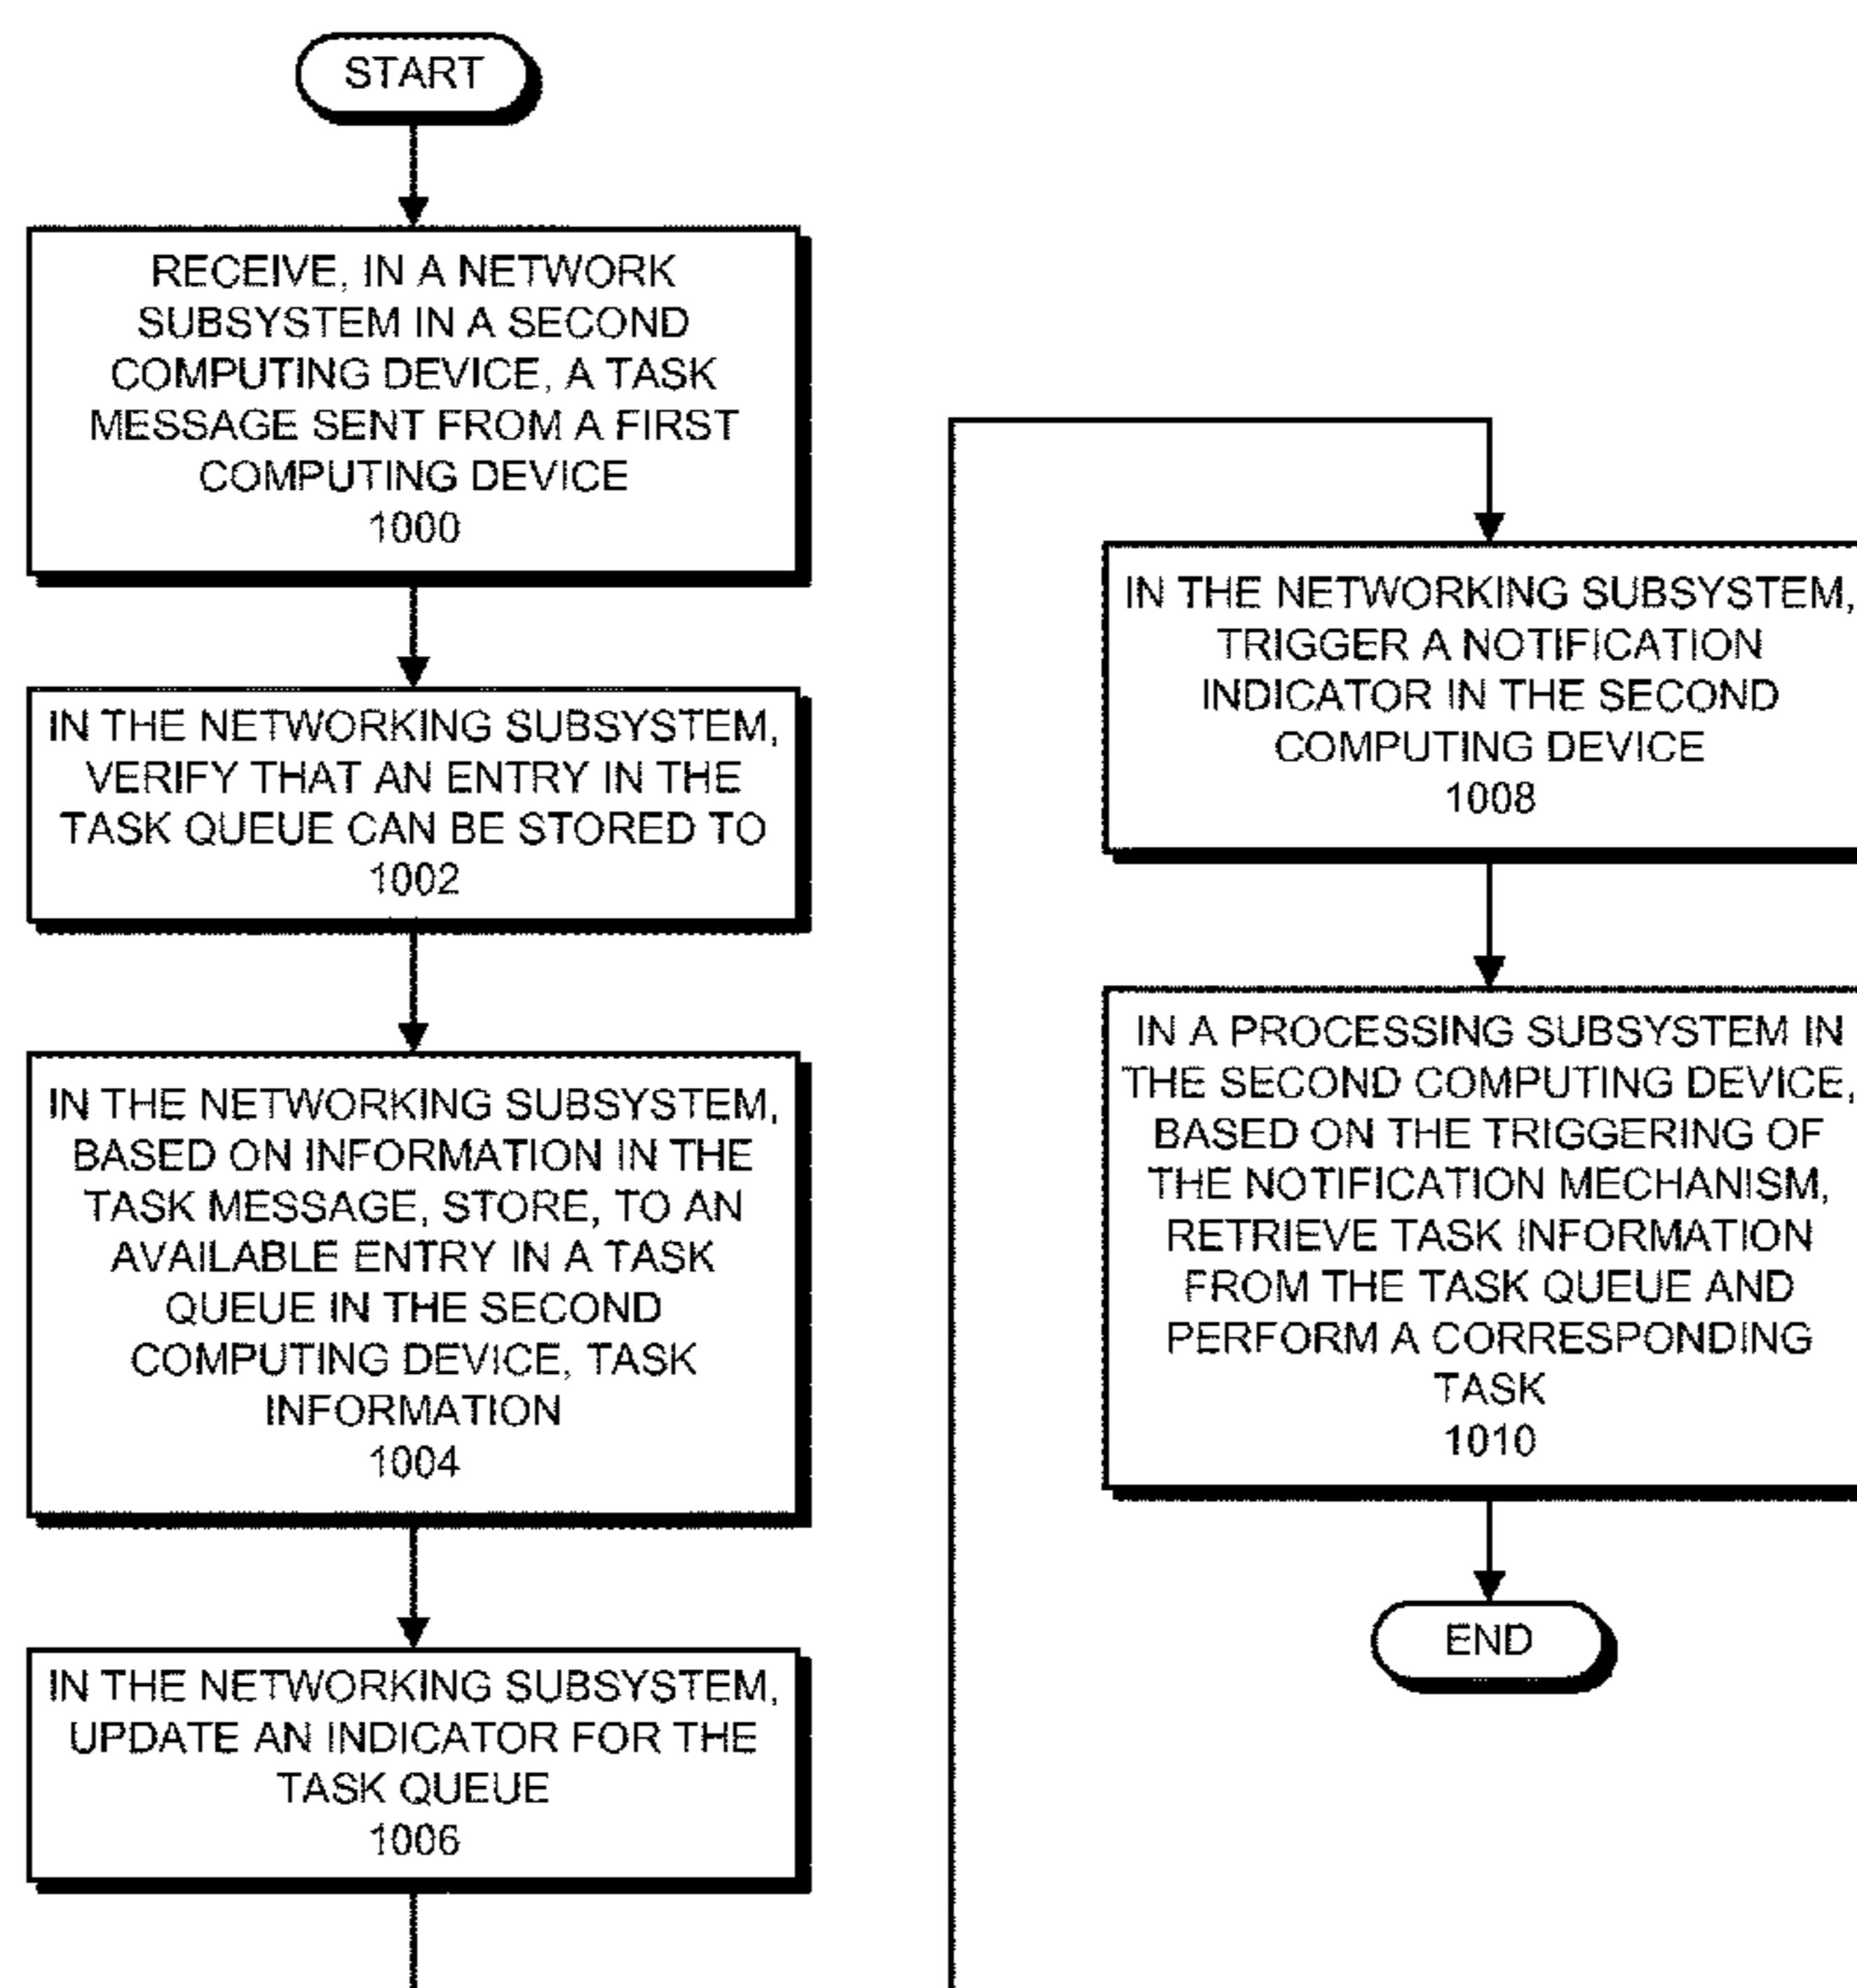 START
RECEIVE, IN A NETWORK
SUBSYSTEM IN A SECOND
COMPUTING DEVICE, A TASK
MESSAGE SENT FROM A FIRST
COMPUTING DEVICE
1000
IN THE NETWORKING SUBSYSTEM,
VERIFY THAT AN ENTRY IN THE
TASK QUEUE CAN BE STORED TO
1002
IN THE NETWORKING SUBSYSTEM,
BASED ON INFORMATION IN THE
TASK MESSAGE, STORE, TO AN
AVAILABLE ENTRY IN A TASK
QUEUE IN THE SECOND
COMPUTING DEVICE, TASK
INFORMATION
1004
IN THE NETWORKING SUBSYSTEM,
UPDATE AN INDICATOR FOR THE
TASK QUEUE
1006
IN THE NETWORKING SUBSYSTEM,
TRIGGER A NOTIFICATION
INDICATOR IN THE SECOND
COMPUTING DEVICE
1008
IN A PROCESSING SUBSYSTEM IN
THE SECOND COMPUTING DEVICE,
BASED ON THE TRIGGERING OF
THE NOTIFICATION MECHANISM,
RETRIEVE TASK INFORMATION
FROM THE TASK QUEUE AND
PERFORM A CORRESPONDING
TASK
1010
END